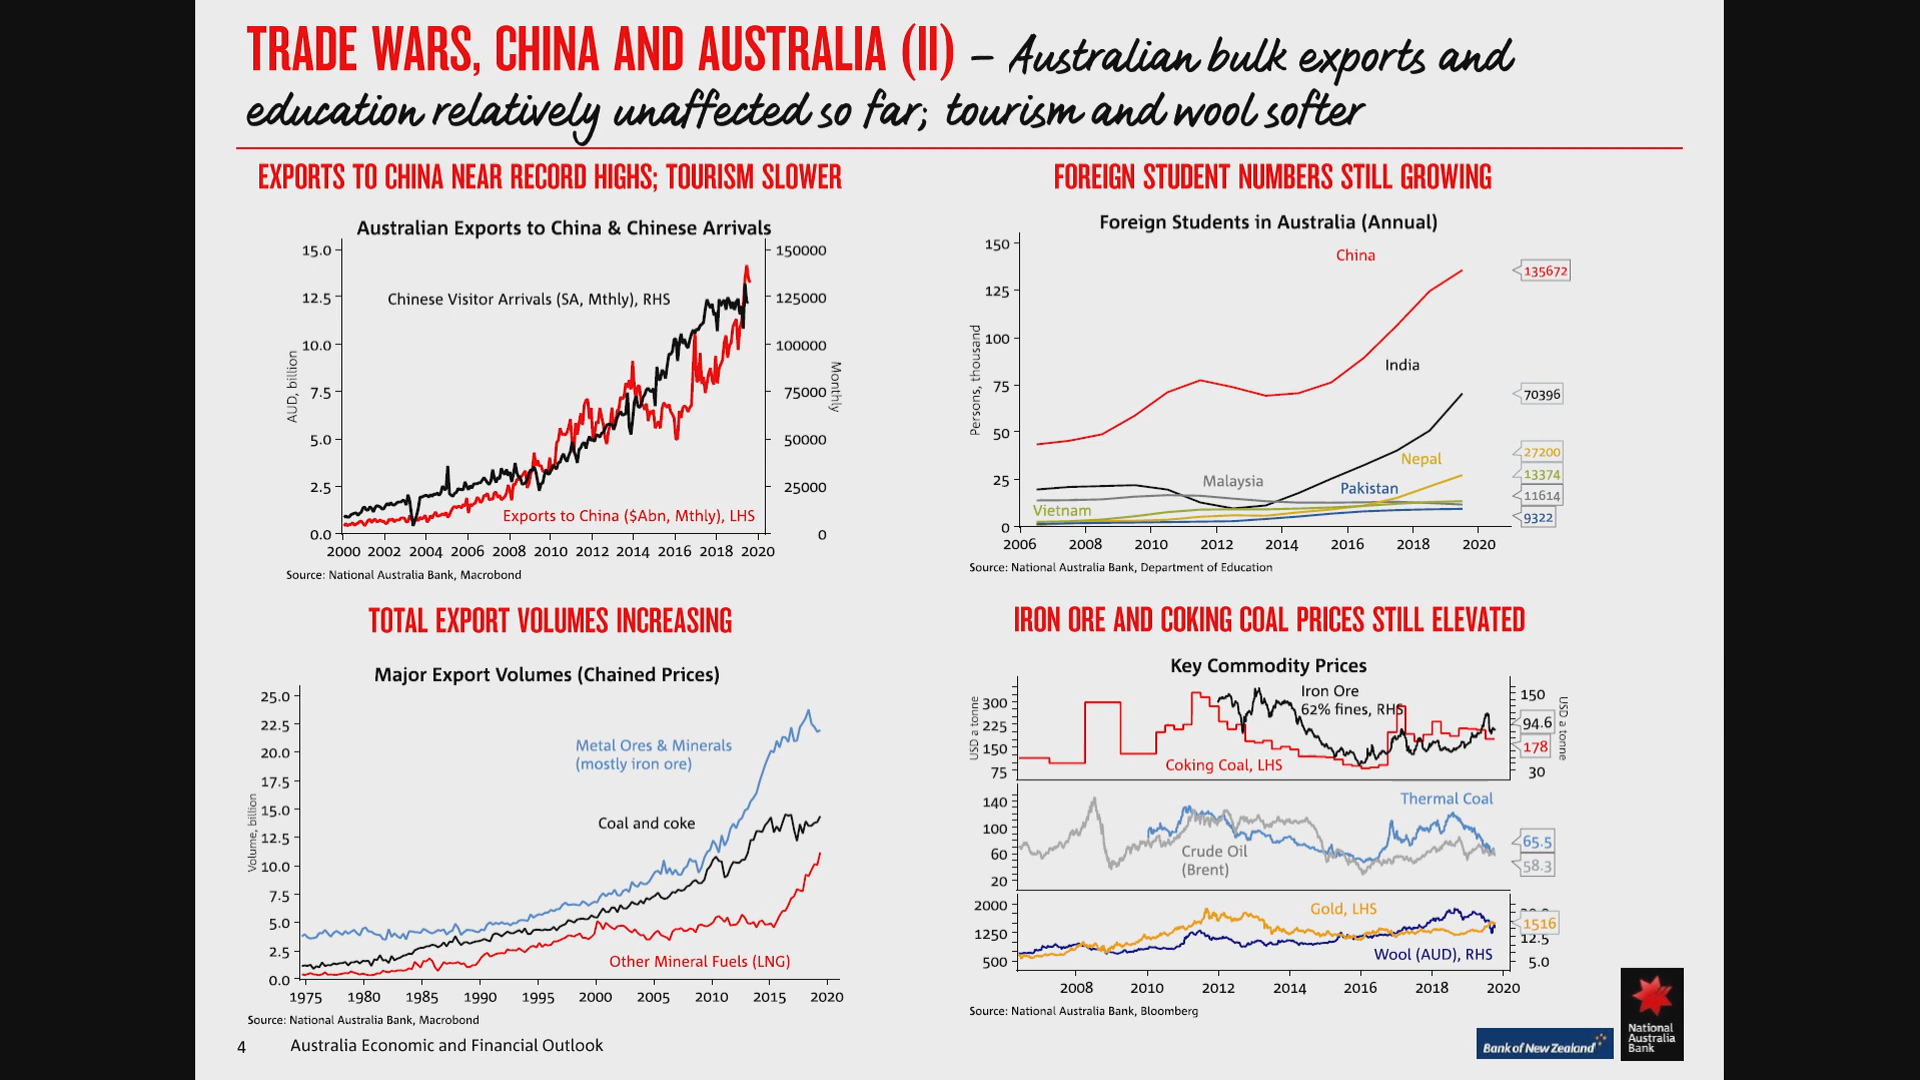 TRADE WARS, CHINA AND AUSTRALIA (II) – Australian bulk exports and
education relatively unaffected so far; tourism and wool softer
EXPORTS TO CHINA NEAR RECORD HIGHS; TOURISM SLOWER
Australian Exports to China & Chinese Arrivals
15.0
12.5
10.0
7.5
5.0
2.5
0.0
AUD, billion
150000
125000
100000
75000
50000
25000
0
Monthly
Chinese Visitor Arrivals (SA, Mthly), RHS
Exports to China ($Abn, Mthly), LHS
2000 2002 2004 2006 2008 2010 2012 2014 2016 2018 2020
Source: National Australia Bank, Macrobond
FOREIGN STUDENT NUMBERS STILL GROWING
Foreign Students in Australia (Annual)
150
125
100
75
50
25
0
Persons, thousand
China
India
Nepal
Malaysia
Pakistan
Vietnam
135672
70396
27200
13374
11614
9322
2006 2008 2010 2012 2014 2016 2018 2020
Source: National Australia Bank, Department of Education
TOTAL EXPORT VOLUMES INCREASING
Major Export Volumes (Chained Prices)
25.0
22.5
20.0
17.5
15.0
12.5
10.0
7.5
5.0
2.5
0.0
Volume, billion
Metal Ores & Minerals
(mostly iron ore)
Coal and coke
Other Mineral Fuels (LNG)
1975 1980 1985 1990 1995 2000 2005 2010 2015 2020
Source: National Australia Bank, Macrobond
IRON ORE AND COKING COAL PRICES STILL ELEVATED
Key Commodity Prices
300
225
150
75
USD a tonne
Iron Ore
62% fines, RHS
Coking Coal, LHS
150
94.6
178
30
USD a tonne
140
100
60
20
Thermal Coal
Crude Oil
(Brent)
65.5
58.3
2000
1250
500
Gold, LHS
Wool (AUD), RHS
1516
12.5
5.0
2008 2010 2012 2014 2016 2018 2020
Source: National Australia Bank, Bloomberg
4 Australia Economic and Financial Outlook
Bank of New Zealand
National
Australia
Bank